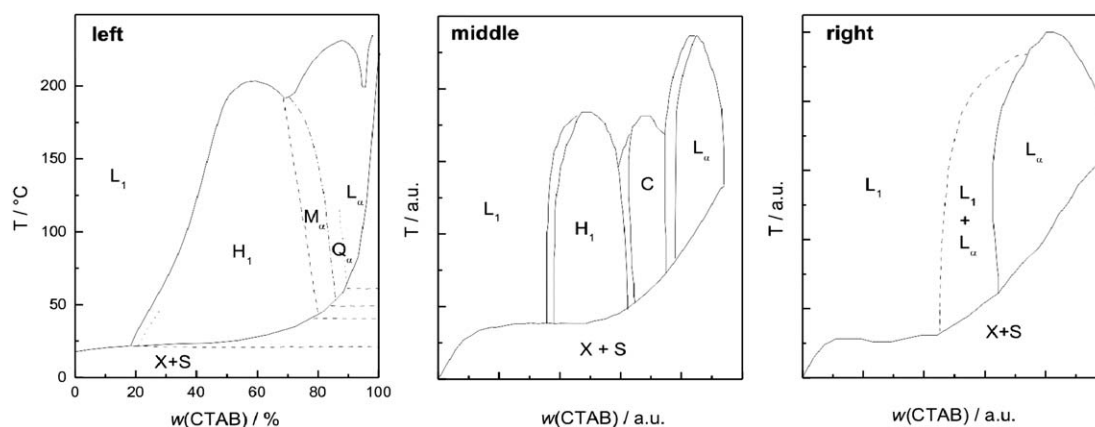 left
middle
right
200
150
100
50
0
T / °C
L₁
H₁
Mα
Qα
Lα
X+S
0 20 40 60 80 100
w(CTAB) / %
T / a.u.
L₁
H₁
C
Lα
X + S
w(CTAB) / a.u.
T / a.u.
L₁
L₁
+
Lα
Lα
X+S
w(CTAB) / a.u.